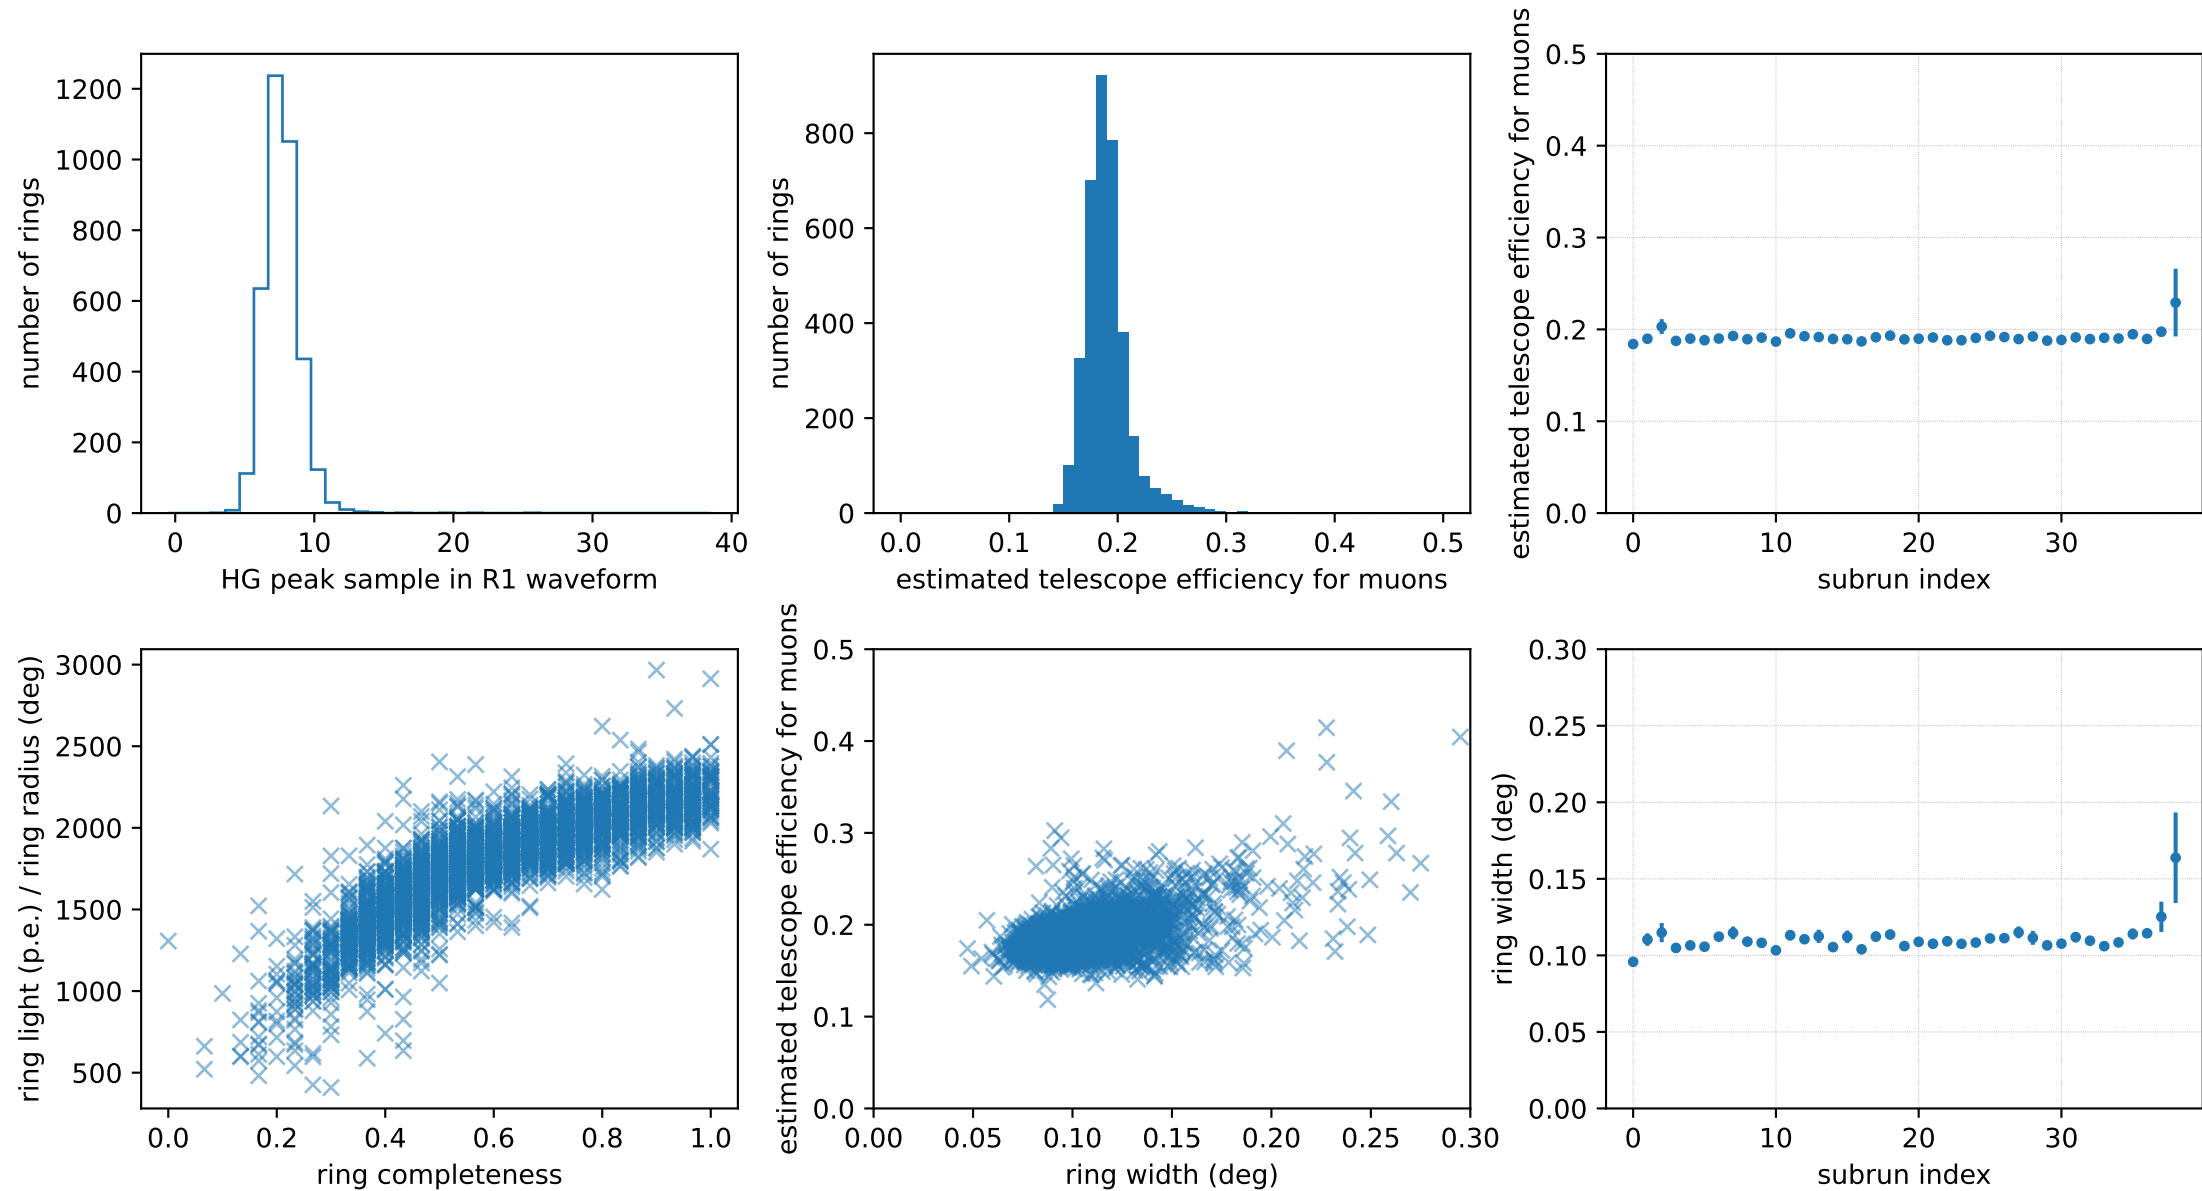 number of rings
1200
1000
800
600
400
200
0
0 10 20 30 40
HG peak sample in R1 waveform
number of rings
800
600
400
200
0
0.0 0.1 0.2 0.3 0.4 0.5
estimated telescope efficiency for muons
estimated telescope efficiency for muons
0.5
0.4
0.3
0.2
0.1
0.0
0 10 20 30
subrun index
ring light (p.e.) / ring radius (deg)
3000
2500
2000
1500
1000
500
0.0 0.2 0.4 0.6 0.8 1.0
ring completeness
estimated telescope efficiency for muons
0.5
0.4
0.3
0.2
0.1
0.0
0.00 0.05 0.10 0.15 0.20 0.25 0.30
ring width (deg)
ring width (deg)
0.30
0.25
0.20
0.15
0.10
0.05
0.00
0 10 20 30
subrun index